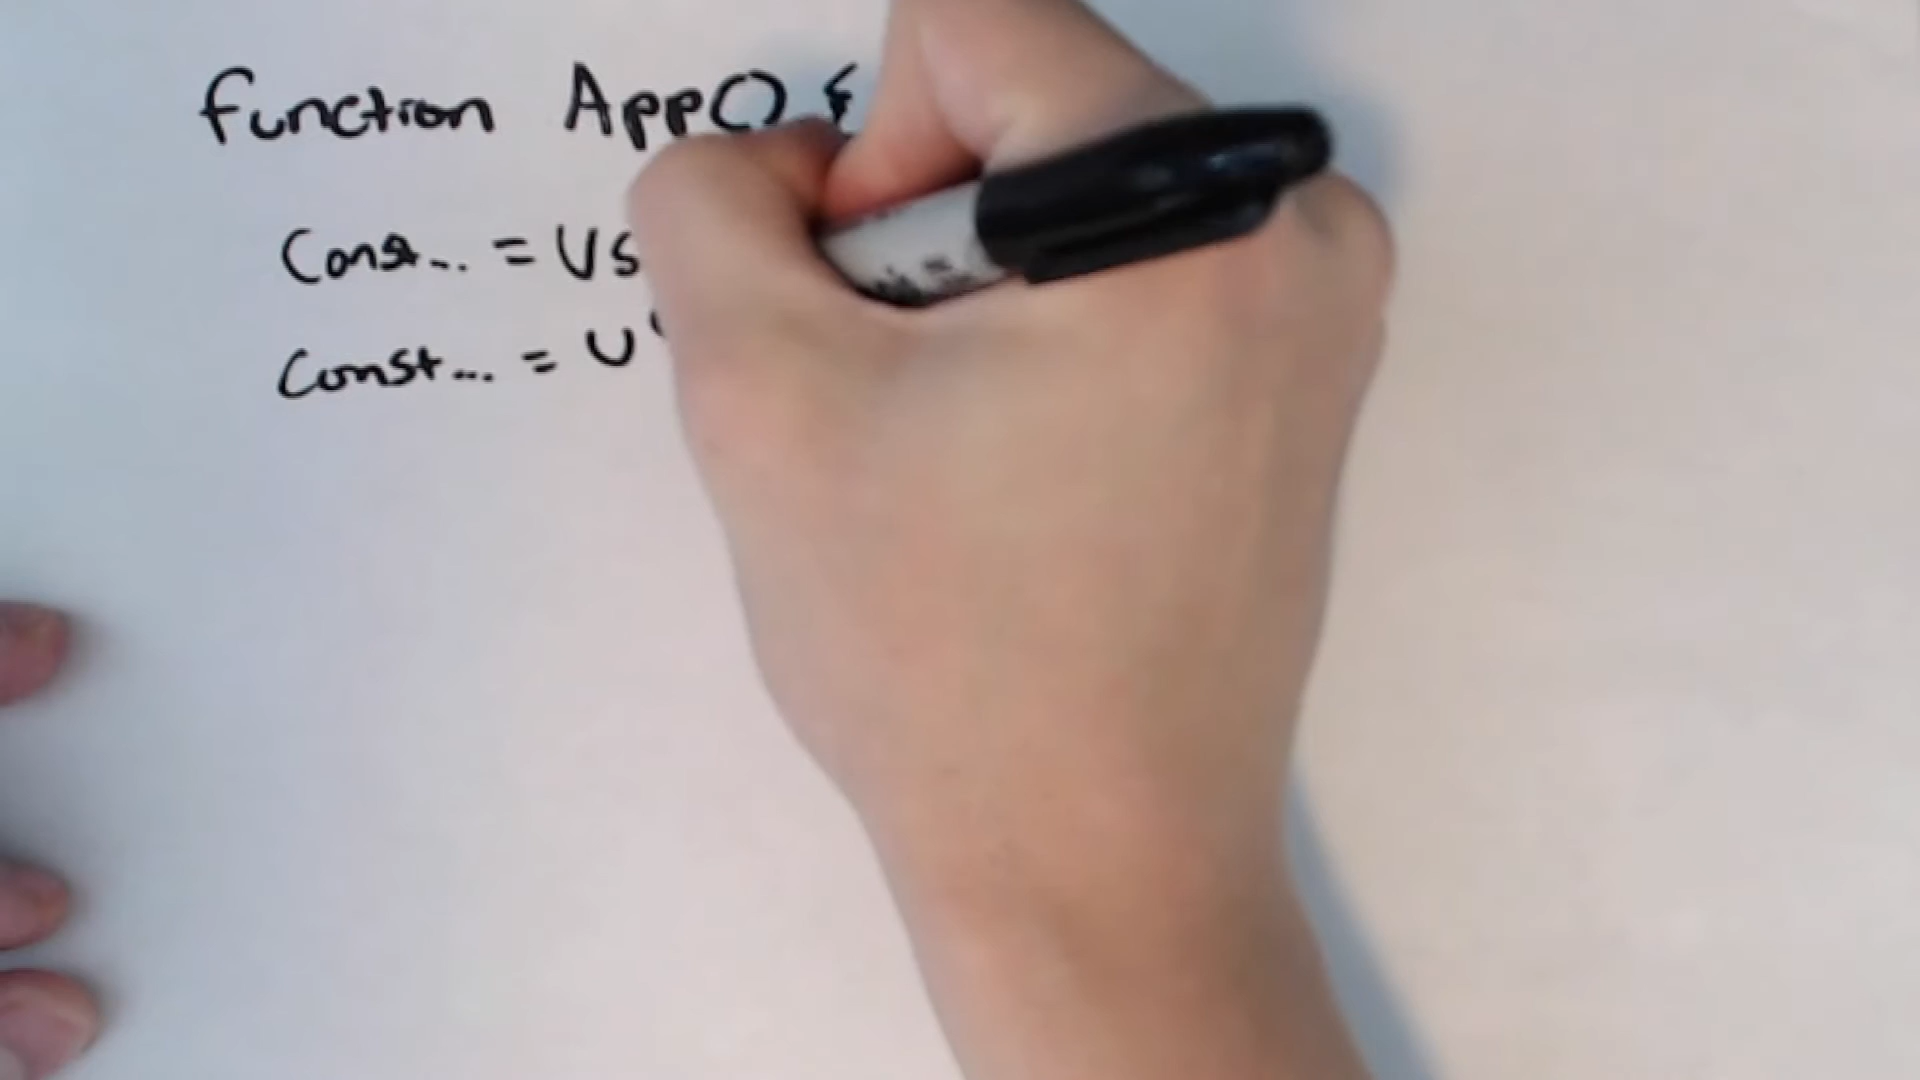 function App() {
Const... = Us
Const... = U